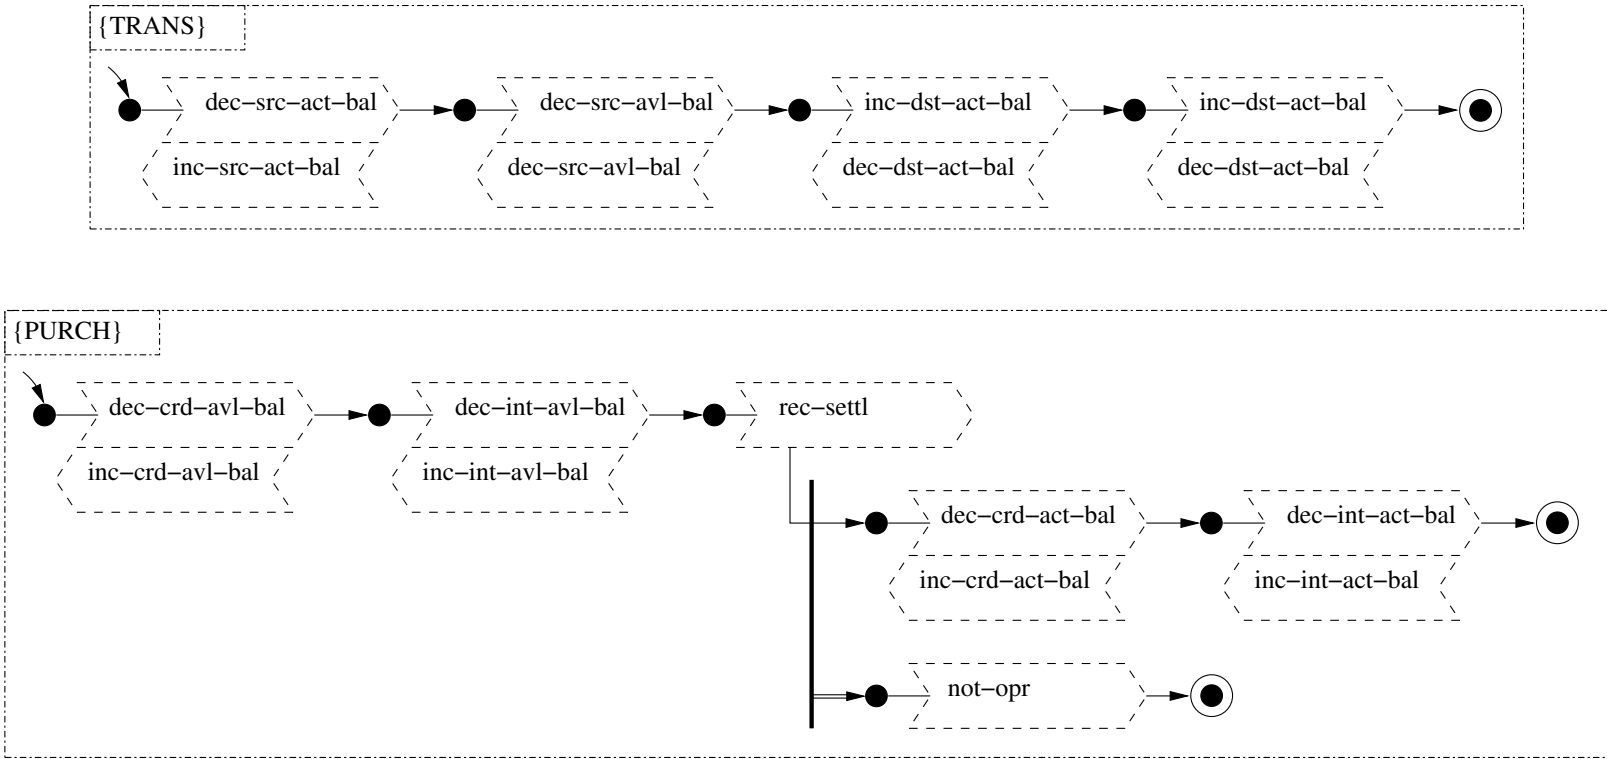 {TRANS}
dec–src–act–bal dec–src–avl–bal inc–dst–act–bal inc–dst–act–bal
inc–src–act–bal dec–src–avl–bal dec–dst–act–bal dec–dst–act–bal
{PURCH}
dec–crd–avl–bal dec–int–avl–bal rec–settl
inc–crd–avl–bal inc–int–avl–bal
dec–crd–act–bal dec–int–act–bal
inc–crd–act–bal inc–int–act–bal
not–opr